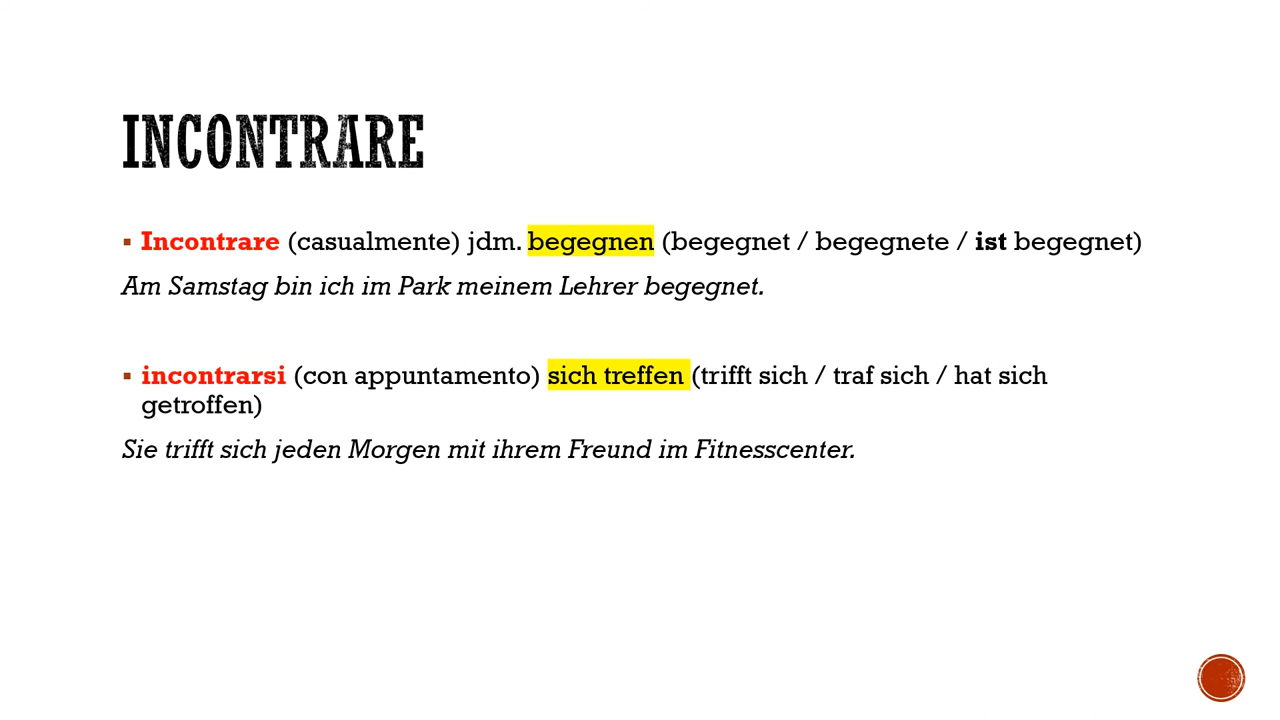 INCONTRARE
▪ Incontrare (casualmente) jdm. begegnen (begegnet / begegnete / ist begegnet)
Am Samstag bin ich im Park meinem Lehrer begegnet.
▪ incontrarsi (con appuntamento) sich treffen (trifft sich / traf sich / hat sich
getroffen)
Sie trifft sich jeden Morgen mit ihrem Freund im Fitnesscenter.